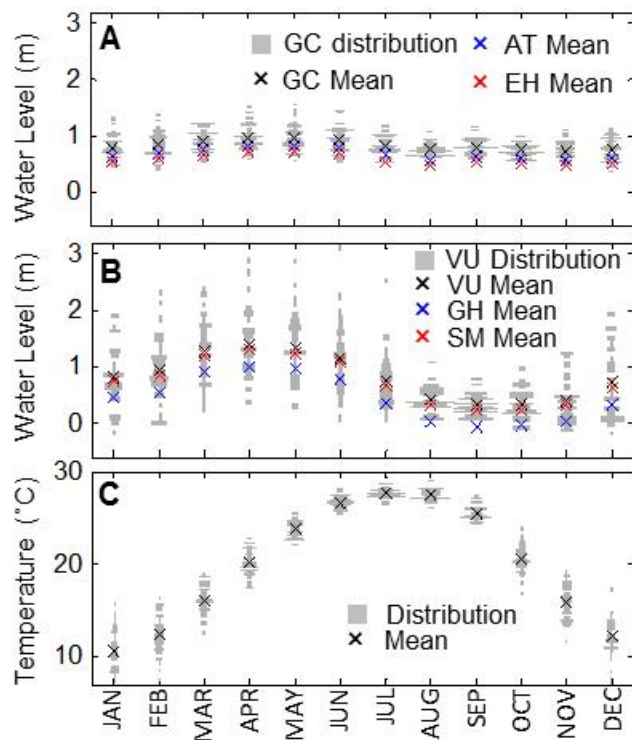 A
GC distribution
AT Mean
GC Mean
EH Mean
Water Level (m)
3
2
1
0
B
VU Distribution
VU Mean
GH Mean
SM Mean
Water Level (m)
3
2
1
0
C
Distribution
Mean
Temperature (˚C)
30
20
10
JAN
FEB
MAR
APR
MAY
JUN
JUL
AUG
SEP
OCT
NOV
DEC